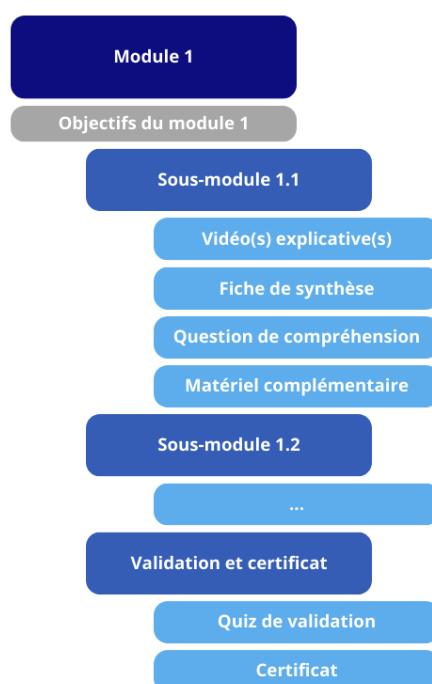 Module 1
Objectifs du module 1
Sous-module 1.1
Vidéo(s) explicative(s)
Fiche de synthèse
Question de compréhension
Matériel complémentaire
Sous-module 1.2
...
Validation et certificat
Quiz de validation
Certificat